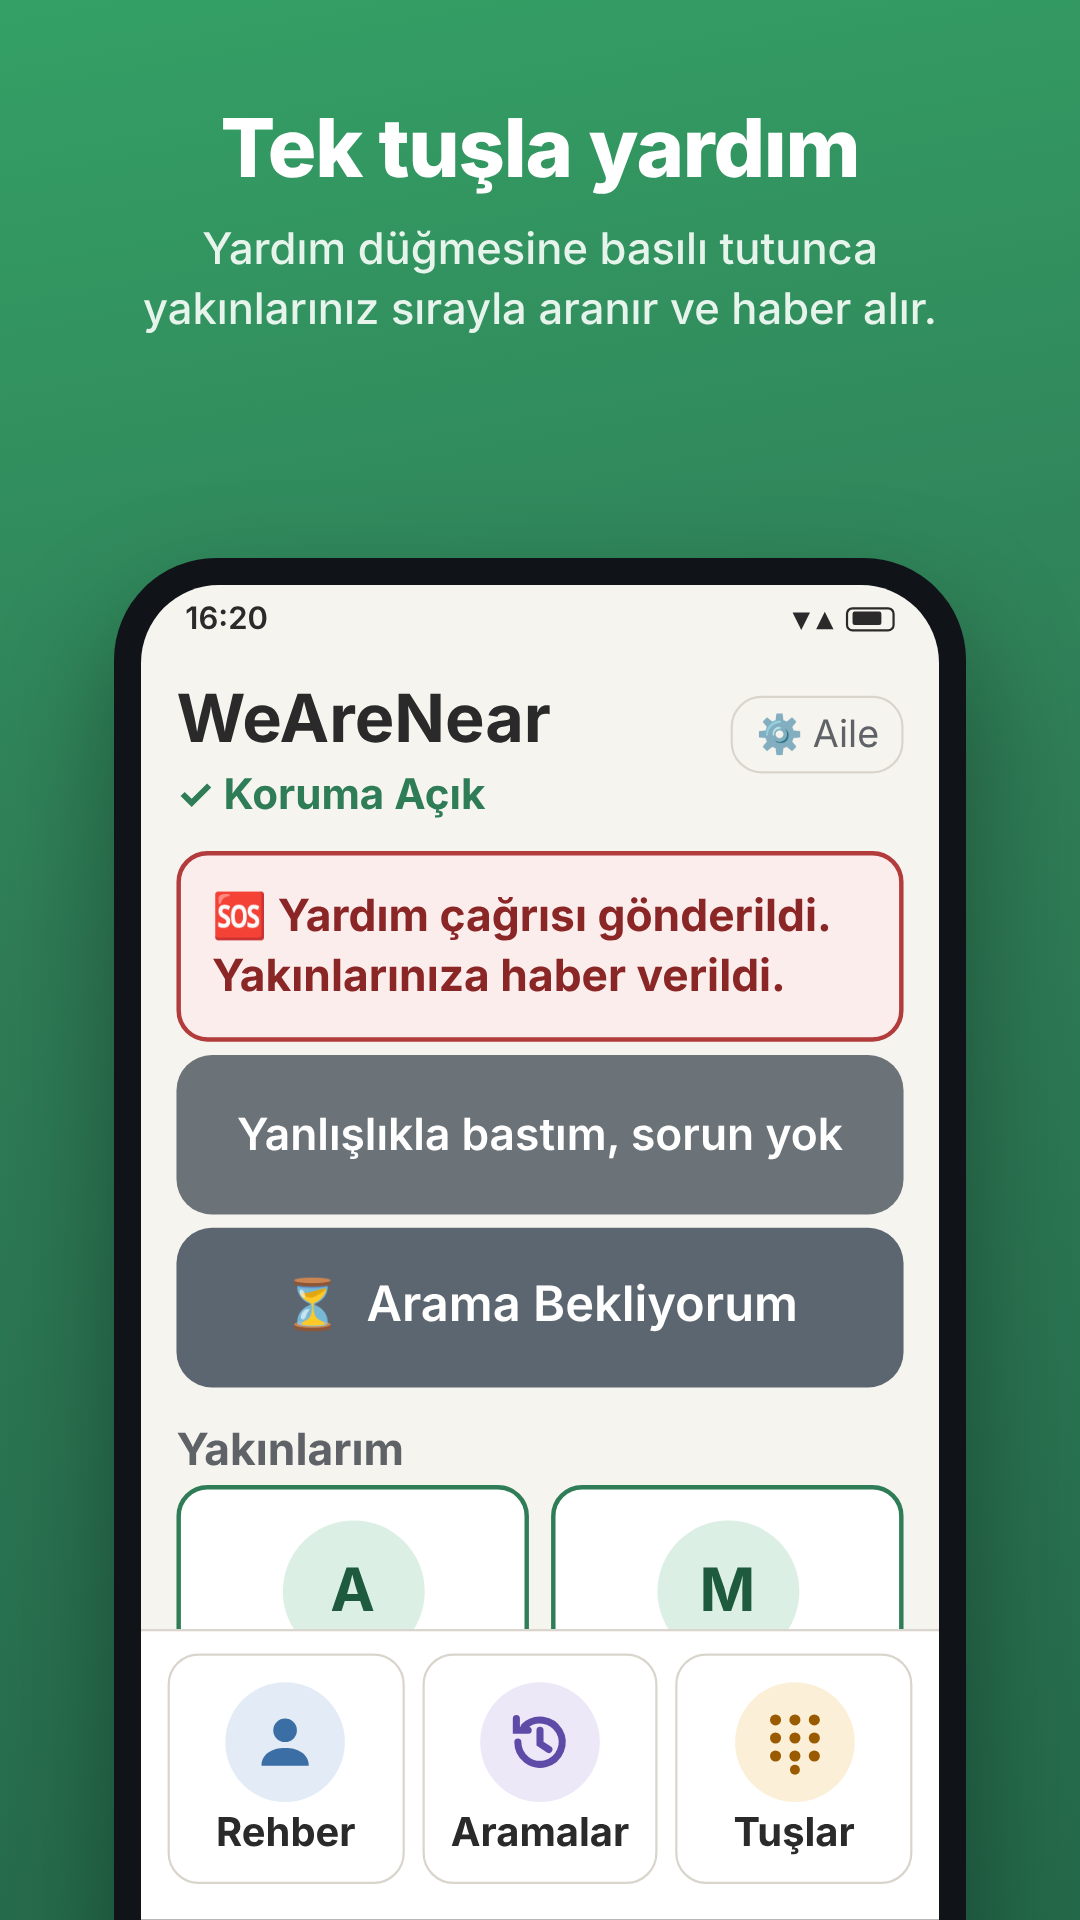 Tek tuşla yardım
Yardım düğmesine basılı tutunca
yakınlarınız sırayla aranır ve haber alır.
16:20
WeAreNear
⚙️ Aile
✓ Koruma Açık
🆘 Yardım çağrısı gönderildi.
Yakınlarınıza haber verildi.
Yanlışlıkla bastım, sorun yok
⏳ Arama Bekliyorum
Yakınlarım
A
M
Rehber
Aramalar
Tuşlar